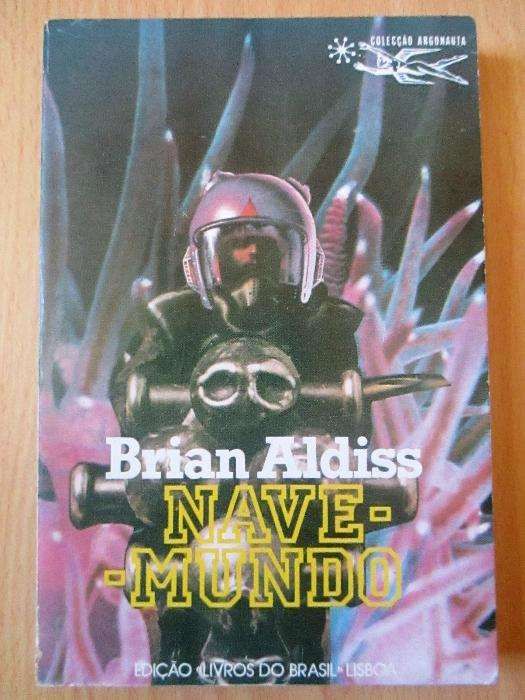 COLECÇÃO ARGONAUTA
Brian Aldiss
NAVE-
-MUNDO
EDIÇÃO «LIVROS DO BRASIL» LISBOA